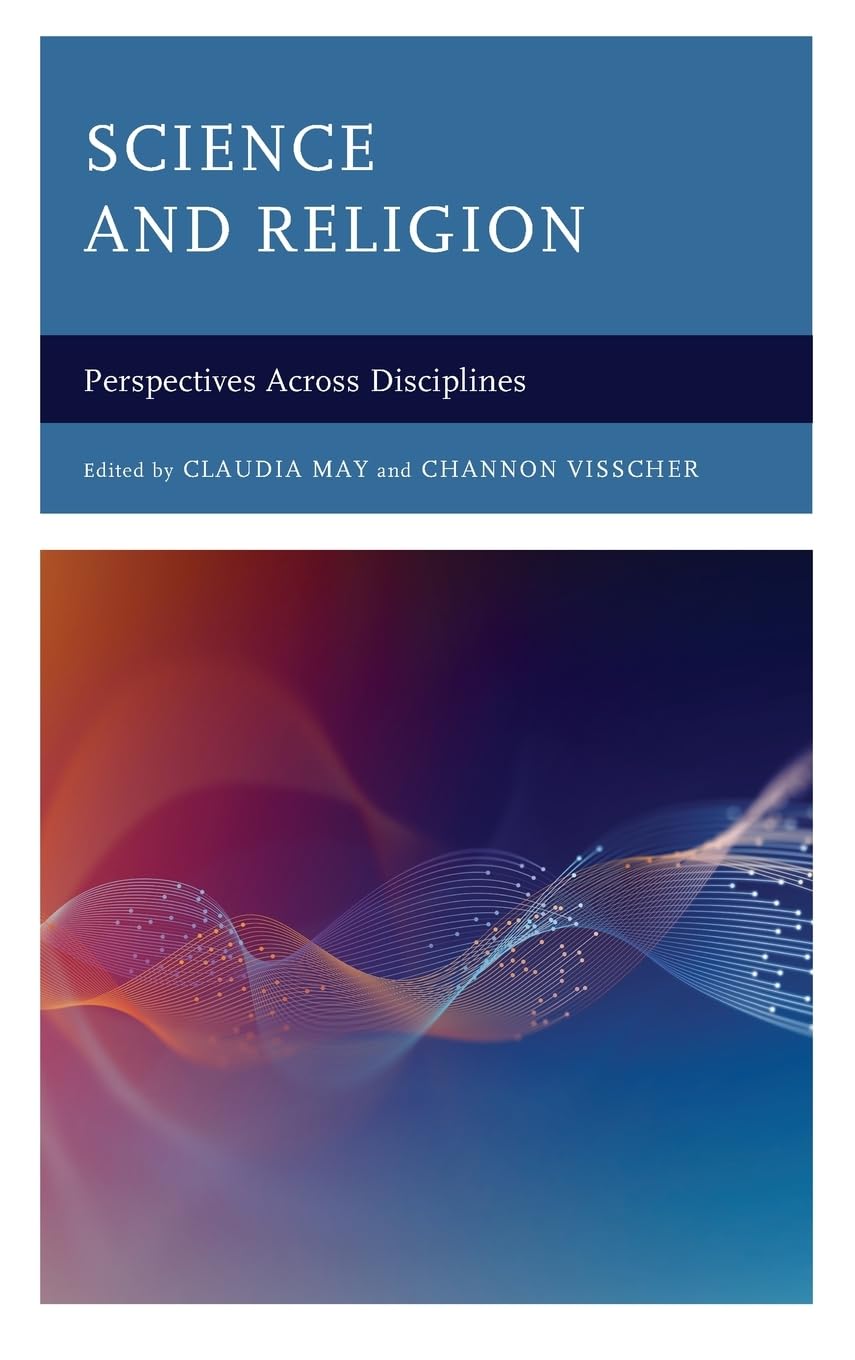 SCIENCE
AND RELIGION
Perspectives Across Disciplines
Edited by CLAUDIA MAY and CHANNON VISSCHER